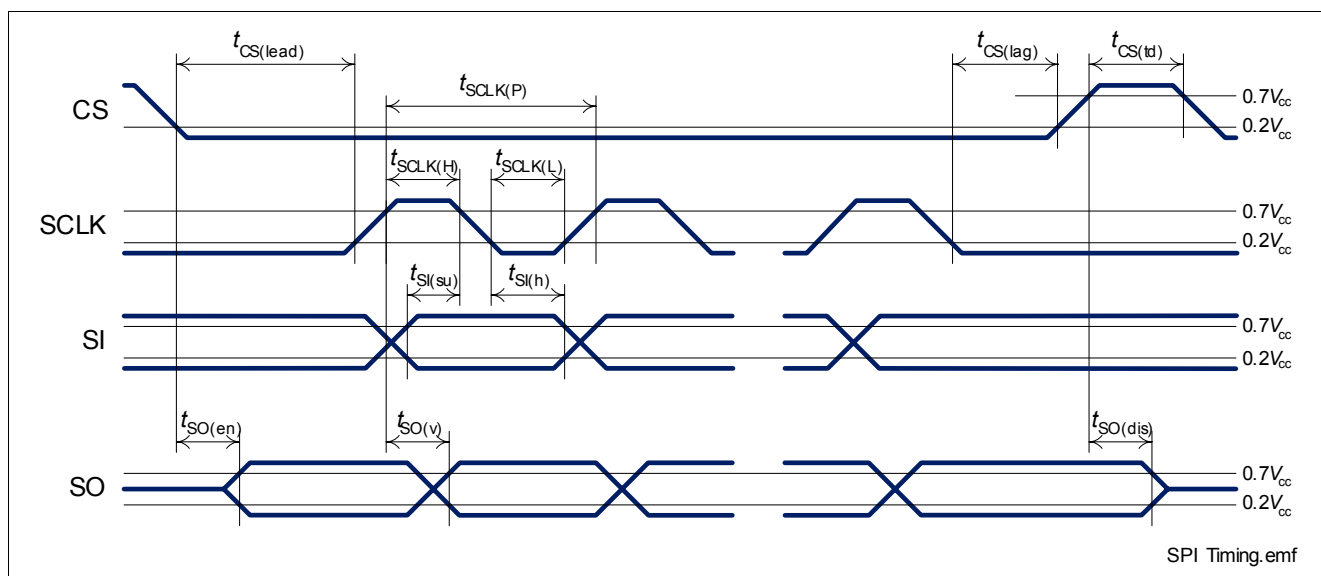 tCS(lead)
tCS(lag)
tCS(td)
tSCLK(P)
CS
0.7Vcc
0.2Vcc
tSCLK(H)
tSCLK(L)
SCLK
0.7Vcc
0.2Vcc
tSI(su)
tSI(h)
SI
0.7Vcc
0.2Vcc
tSO(en)
tSO(v)
tSO(dis)
SO
0.7Vcc
0.2Vcc
SPI Timing.emf